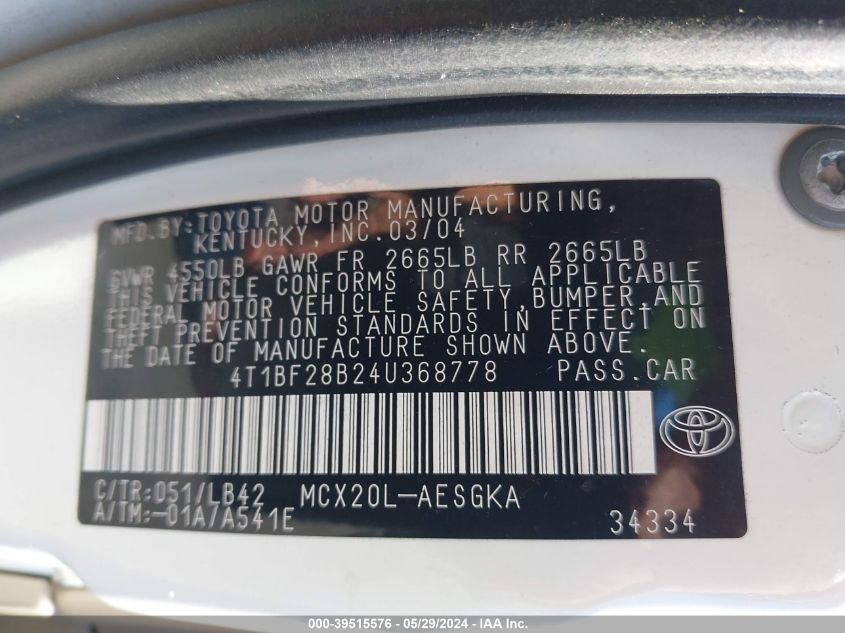 MFD.BY:TOYOTA MOTOR MANUFACTURING,
KENTUCKY,INC.03/04
GVWR 4550LB GAWR FR 2665LB RR 2665LB
THIS VEHICLE CONFORMS TO ALL APPLICABLE
FEDERAL MOTOR VEHICLE SAFETY,BUMPER,AND
THEFT PREVENTION STANDARDS IN EFFECT ON
THE DATE OF MANUFACTURE SHOWN ABOVE.
4T1BF28B24U368778 PASS.CAR
C/TR:051/LB42 MCX20L-AESGKA
A/TM:-01A/A541E 34334
000-39515576 - 05/29/2024 - IAA Inc.